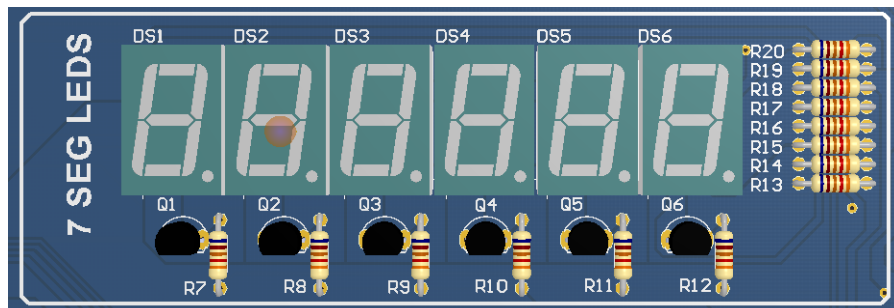 7 SEG LEDS
DS1 DS2 DS3 DS4 DS5 DS6
R20
R19
R18
R17
R16
R15
R14
R13
Q1 Q2 Q3 Q4 Q5 Q6
R7 R8 R9 R10 R11 R12